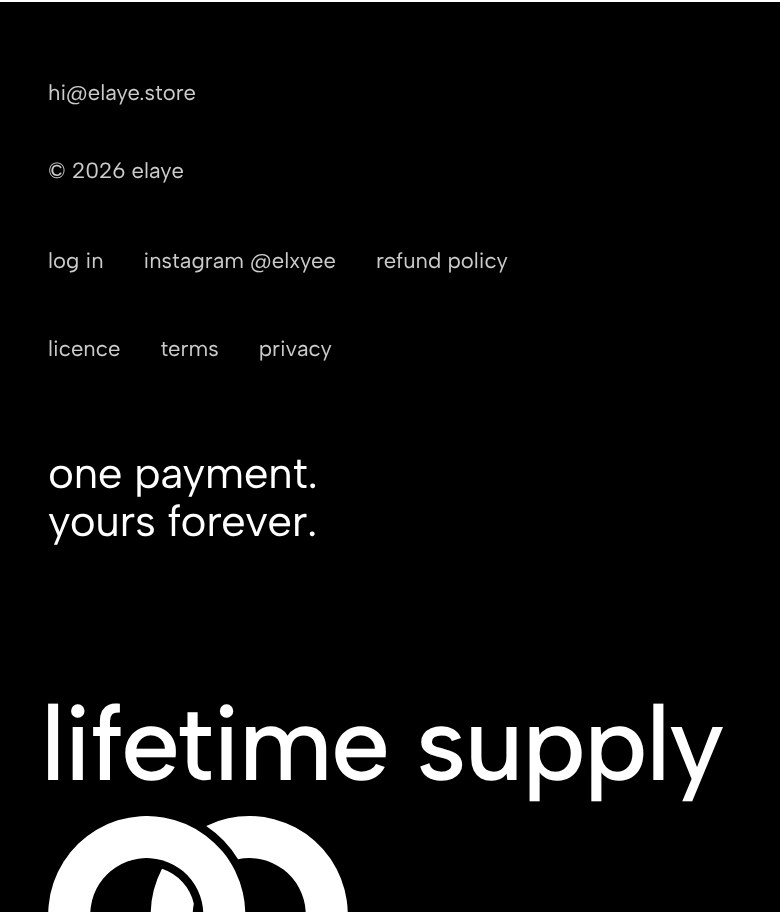 hi@elaye.store
© 2026 elaye
log in instagram @elxyee refund policy
licence terms privacy
one payment.
yours forever.
lifetime supply